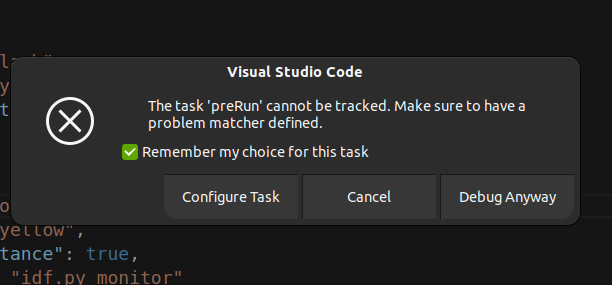 Visual Studio Code
The task 'preRun' cannot be tracked. Make sure to have a
problem matcher defined.
Remember my choice for this task
Configure Task Cancel Debug Anyway
yellow",
tance": true,
"idf.py monitor"